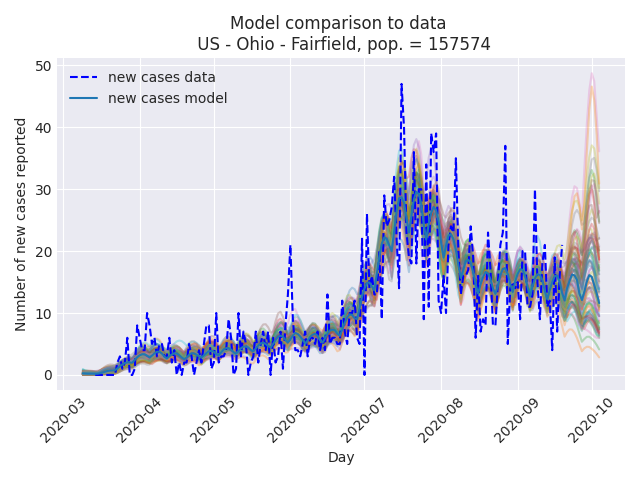 Model comparison to data
US - Ohio - Fairfield, pop. = 157574
new cases data
new cases model
Number of new cases reported
50
40
30
20
10
0
2020-03
2020-04
2020-05
2020-06
2020-07
2020-08
2020-09
2020-10
Day